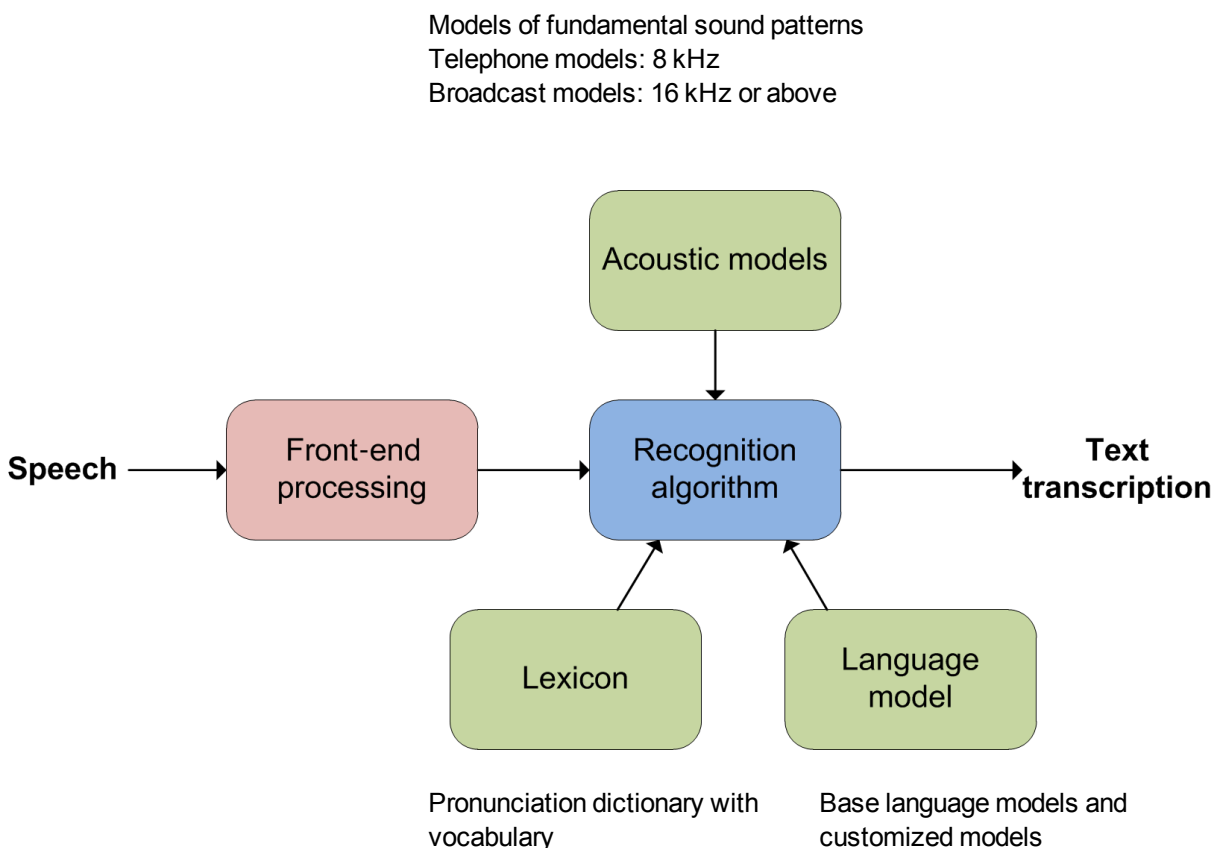 Models of fundamental sound patterns
Telephone models: 8 kHz
Broadcast models: 16 kHz or above
Acoustic models
Speech
Front-end
processing
Recognition
algorithm
Text
transcription
Lexicon
Language
model
Pronunciation dictionary with
vocabulary
Base language models and
customized models